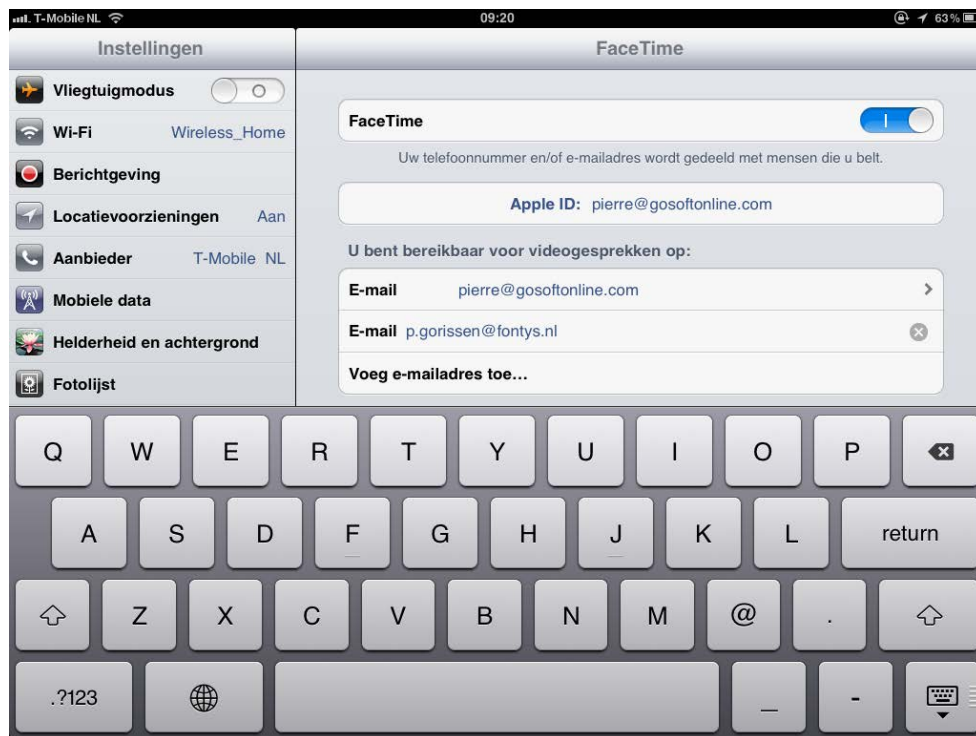 T-Mobile NL 09:20 63%
Instellingen
Vliegtuigmodus
Wi-Fi Wireless_Home
Berichtgeving
Locatievoorzieningen Aan
Aanbieder T-Mobile NL
Mobiele data
Helderheid en achtergrond
Fotolijst
FaceTime
FaceTime
Uw telefoonnummer en/of e-mailadres wordt gedeeld met mensen die u belt.
Apple ID: pierre@gosoftonline.com
U bent bereikbaar voor videogesprekken op:
E-mail pierre@gosoftonline.com
E-mail p.gorissen@fontys.nl
Voeg e-mailadres toe...
Q W E R T Y U I O P
A S D F G H J K L return
Z X C V B N M @ .
.?123 _ -